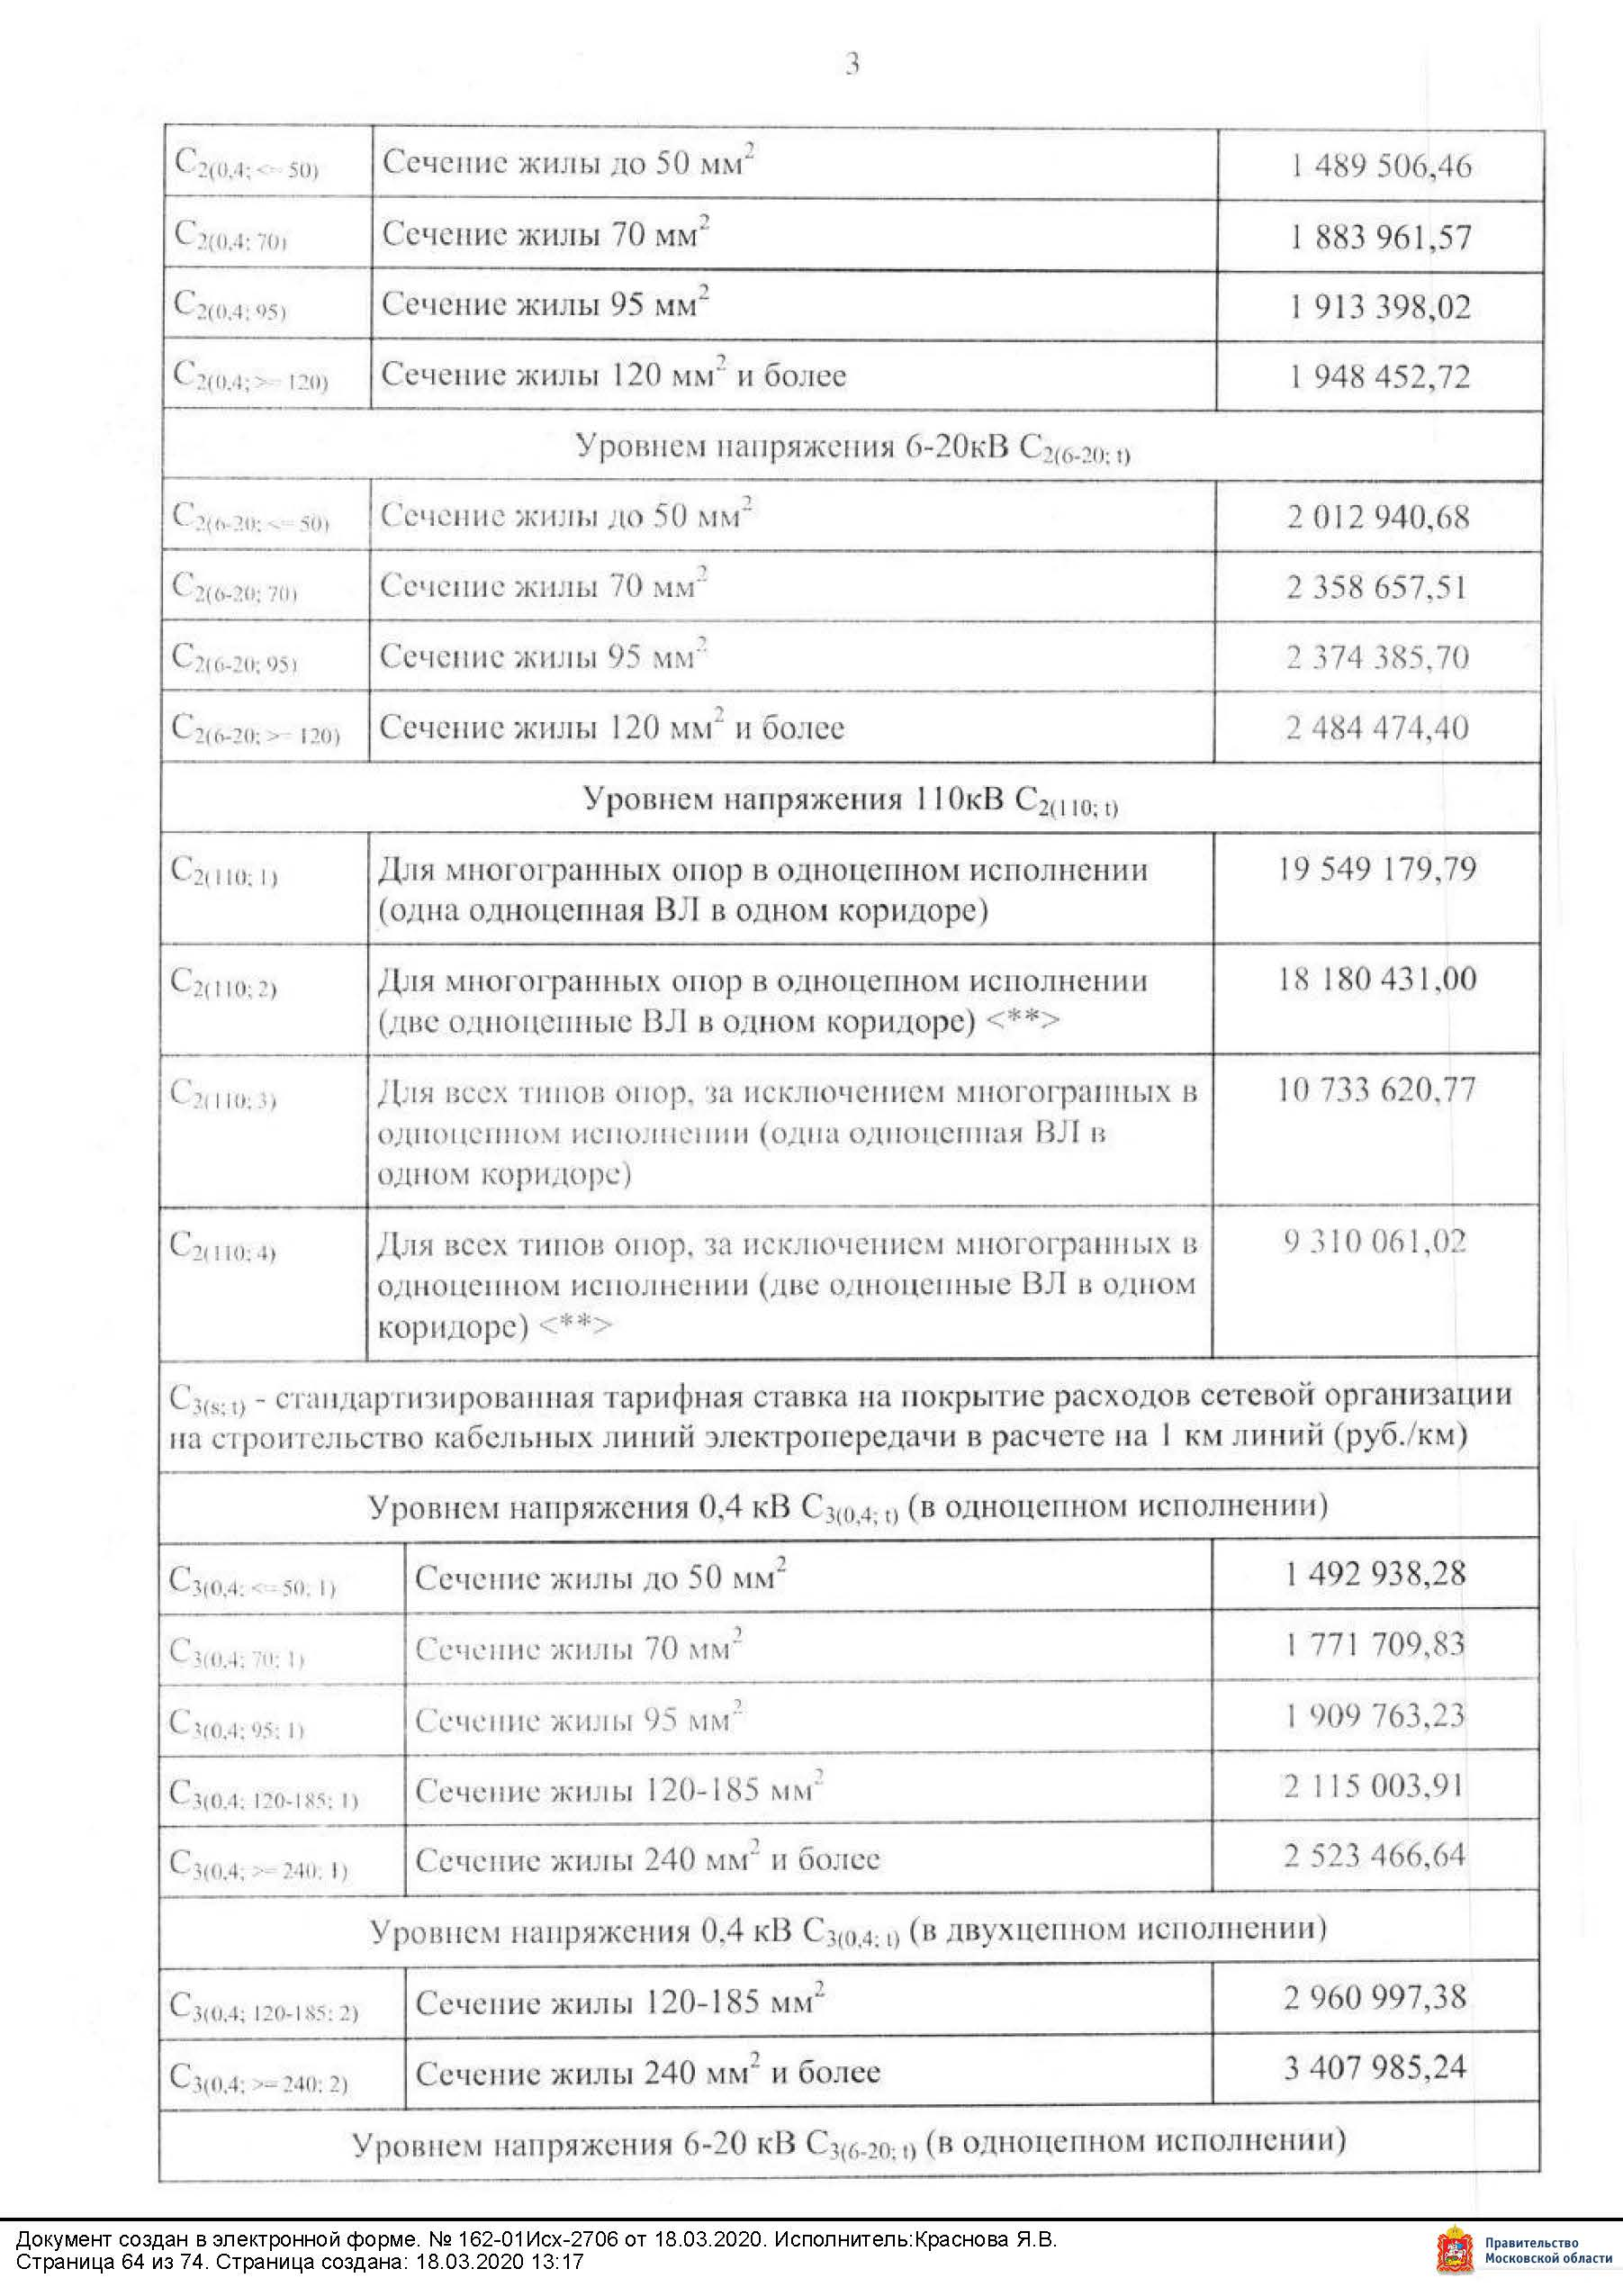 3
C2(0,4; <= 50) Сечение жилы до 50 мм2 1 489 506,46
C2(0,4; 70) Сечение жилы 70 мм2 1 883 961,57
C2(0,4; 95) Сечение жилы 95 мм2 1 913 398,02
C2(0,4; >= 120) Сечение жилы 120 мм2 и более 1 948 452,72
Уровнем напряжения 6-20кВ C2(6-20; t)
C2(6-20; <= 50) Сечение жилы до 50 мм2 2 012 940,68
C2(6-20; 70) Сечение жилы 70 мм2 2 358 657,51
C2(6-20; 95) Сечение жилы 95 мм2 2 374 385,70
C2(6-20; >= 120) Сечение жилы 120 мм2 и более 2 484 474,40
Уровнем напряжения 110кВ C2(110; t)
C2(110; 1) Для многогранных опор в одноцепном исполнении 19 549 179,79
(одна одноцепная ВЛ в одном коридоре)
C2(110; 2) Для многогранных опор в одноцепном исполнении 18 180 431,00
(две одноцепные ВЛ в одном коридоре) <**>
C2(110; 3) Для всех типов опор, за исключением многогранных в 10 733 620,77
одноцепном исполнении (одна одноцепная ВЛ в
одном коридоре)
C2(110; 4) Для всех типов опор, за исключением многогранных в 9 310 061,02
одноцепном исполнении (две одноцепные ВЛ в одном
коридоре) <**>
C3(s; t) - стандартизированная тарифная ставка на покрытие расходов сетевой организации
на строительство кабельных линий электропередачи в расчете на 1 км линий (руб./км)
Уровнем напряжения 0,4 кВ C3(0,4; t) (в одноцепном исполнении)
C3(0,4; <= 50; 1) Сечение жилы до 50 мм2 1 492 938,28
C3(0,4; 70; 1) Сечение жилы 70 мм2 1 771 709,83
C3(0,4; 95; 1) Сечение жилы 95 мм2 1 909 763,23
C3(0,4; 120-185; 1) Сечение жилы 120-185 мм2 2 115 003,91
C3(0,4; >= 240; 1) Сечение жилы 240 мм2 и более 2 523 466,64
Уровнем напряжения 0,4 кВ C3(0,4; t) (в двухцепном исполнении)
C3(0,4; 120-185; 2) Сечение жилы 120-185 мм2 2 960 997,38
C3(0,4; >= 240; 2) Сечение жилы 240 мм2 и более 3 407 985,24
Уровнем напряжения 6-20 кВ C3(6-20; t) (в одноцепном исполнении)
Документ создан в электронной форме. № 162-01Исх-2706 от 18.03.2020. Исполнитель:Краснова Я.В.
Страница 64 из 74. Страница создана: 18.03.2020 13:17
Правительство
Московской области